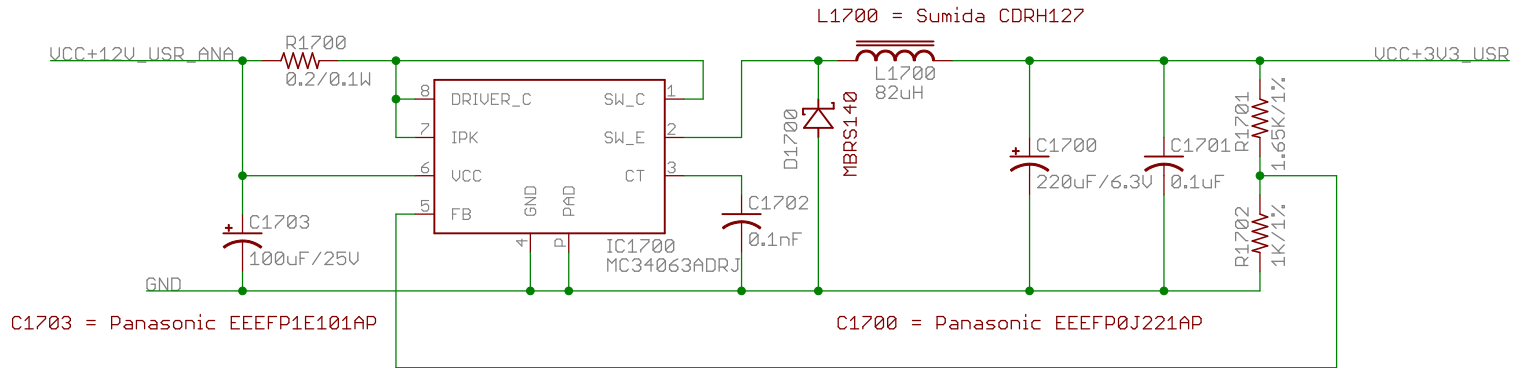 L1700 = Sumida CDRH127
VCC+12V_USR_ANA
R1700
0.2/0.1W
L1700
82uH
VCC+3V3_USR
8
DRIVER_C
SW_C
1
7
IPK
SW_E
2
6
VCC
CT
3
5
FB
GND
PAD
4
P
IC1700
MC34063ADRJ
D1700
MBRS140
C1700
220uF/6.3V
C1701
0.1uF
R1701
1.65K/1%
R1702
1K/1%
C1702
0.1nF
C1703
100uF/25V
GND
C1703 = Panasonic EEEFP1E101AP
C1700 = Panasonic EEEFP0J221AP